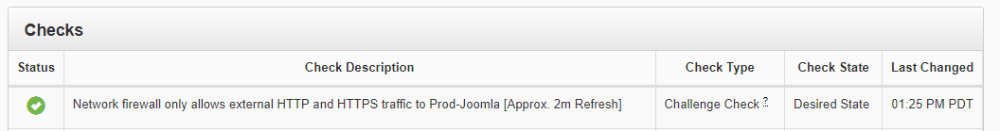 Checks
Status Check Description Check Type Check State Last Changed
Network firewall only allows external HTTP and HTTPS traffic to Prod-Joomla [Approx. 2m Refresh] Challenge Check ? Desired State 01:25 PM PDT